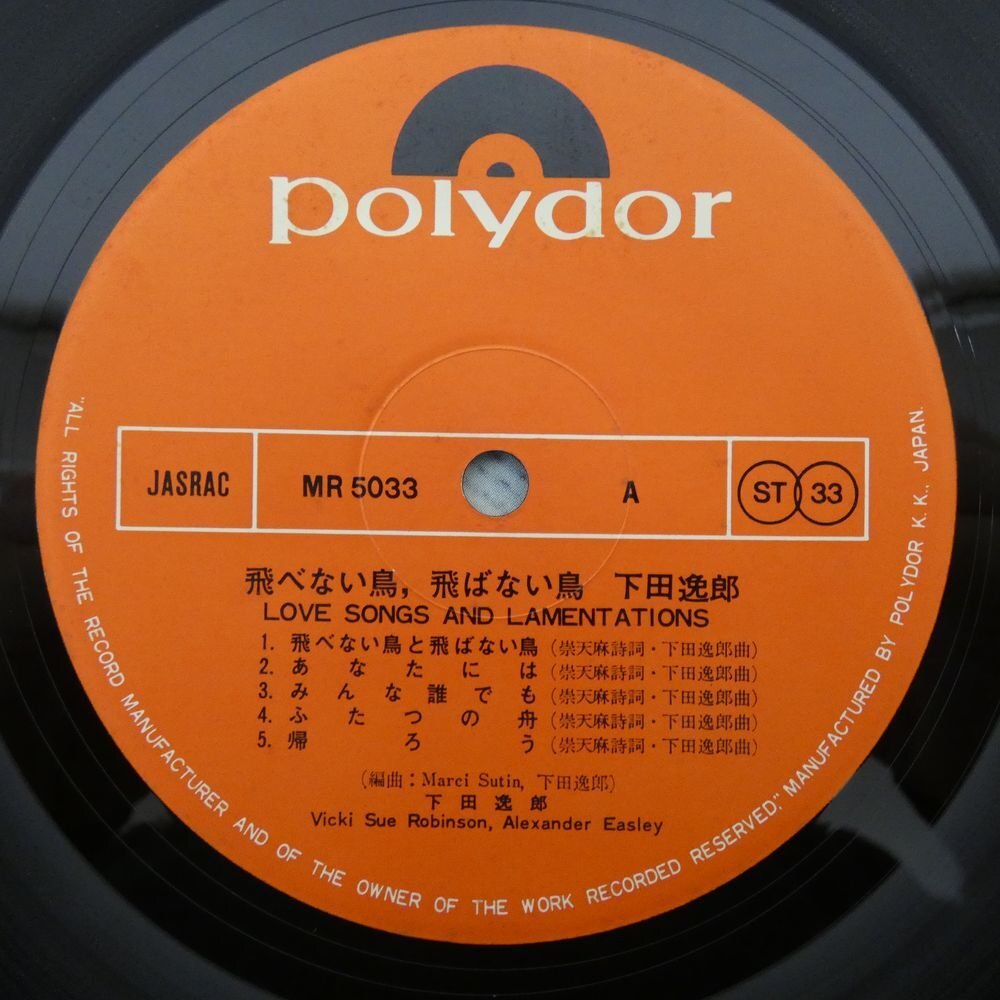 polydor
JASRAC MR 5033 A ST 33
飛べない鳥，飛ばない鳥 下田逸郎
LOVE SONGS AND LAMENTATIONS
1. 飛べない鳥と飛ばない鳥（崇天麻詩詞・下田逸郎曲）
2. あなたには（崇天麻詩詞・下田逸郎曲）
3. みんな誰でも（崇天麻詩詞・下田逸郎曲）
4. ふたつの舟（崇天麻詩詞・下田逸郎曲）
5. 帰ろう（崇天麻詩詞・下田逸郎曲）
（編曲：Marci Sutin, 下田逸郎）
下田逸郎
Vicki Sue Robinson, Alexander Easley
"ALL RIGHTS OF THE RECORD MANUFACTURER AND OF THE OWNER OF THE WORK RECORDED RESERVED." MANUFACTURED BY POLYDOR K. K., JAPAN.